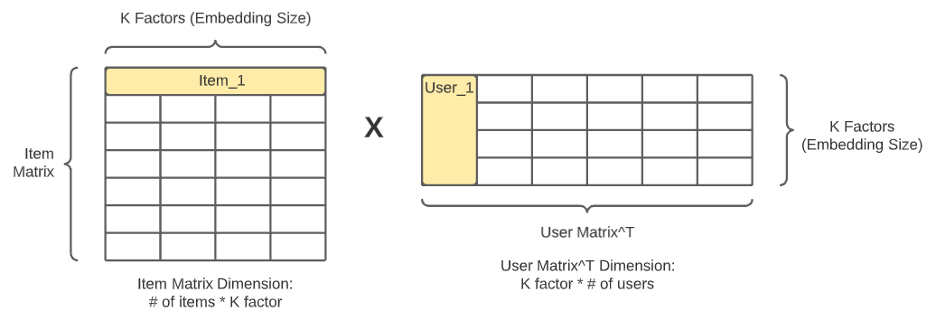 K Factors (Embedding Size)
Item_1
User_1
X
Item
Matrix
K Factors
(Embedding Size)
User Matrix^T
Item Matrix Dimension:
# of items * K factor
User Matrix^T Dimension:
K factor * # of users